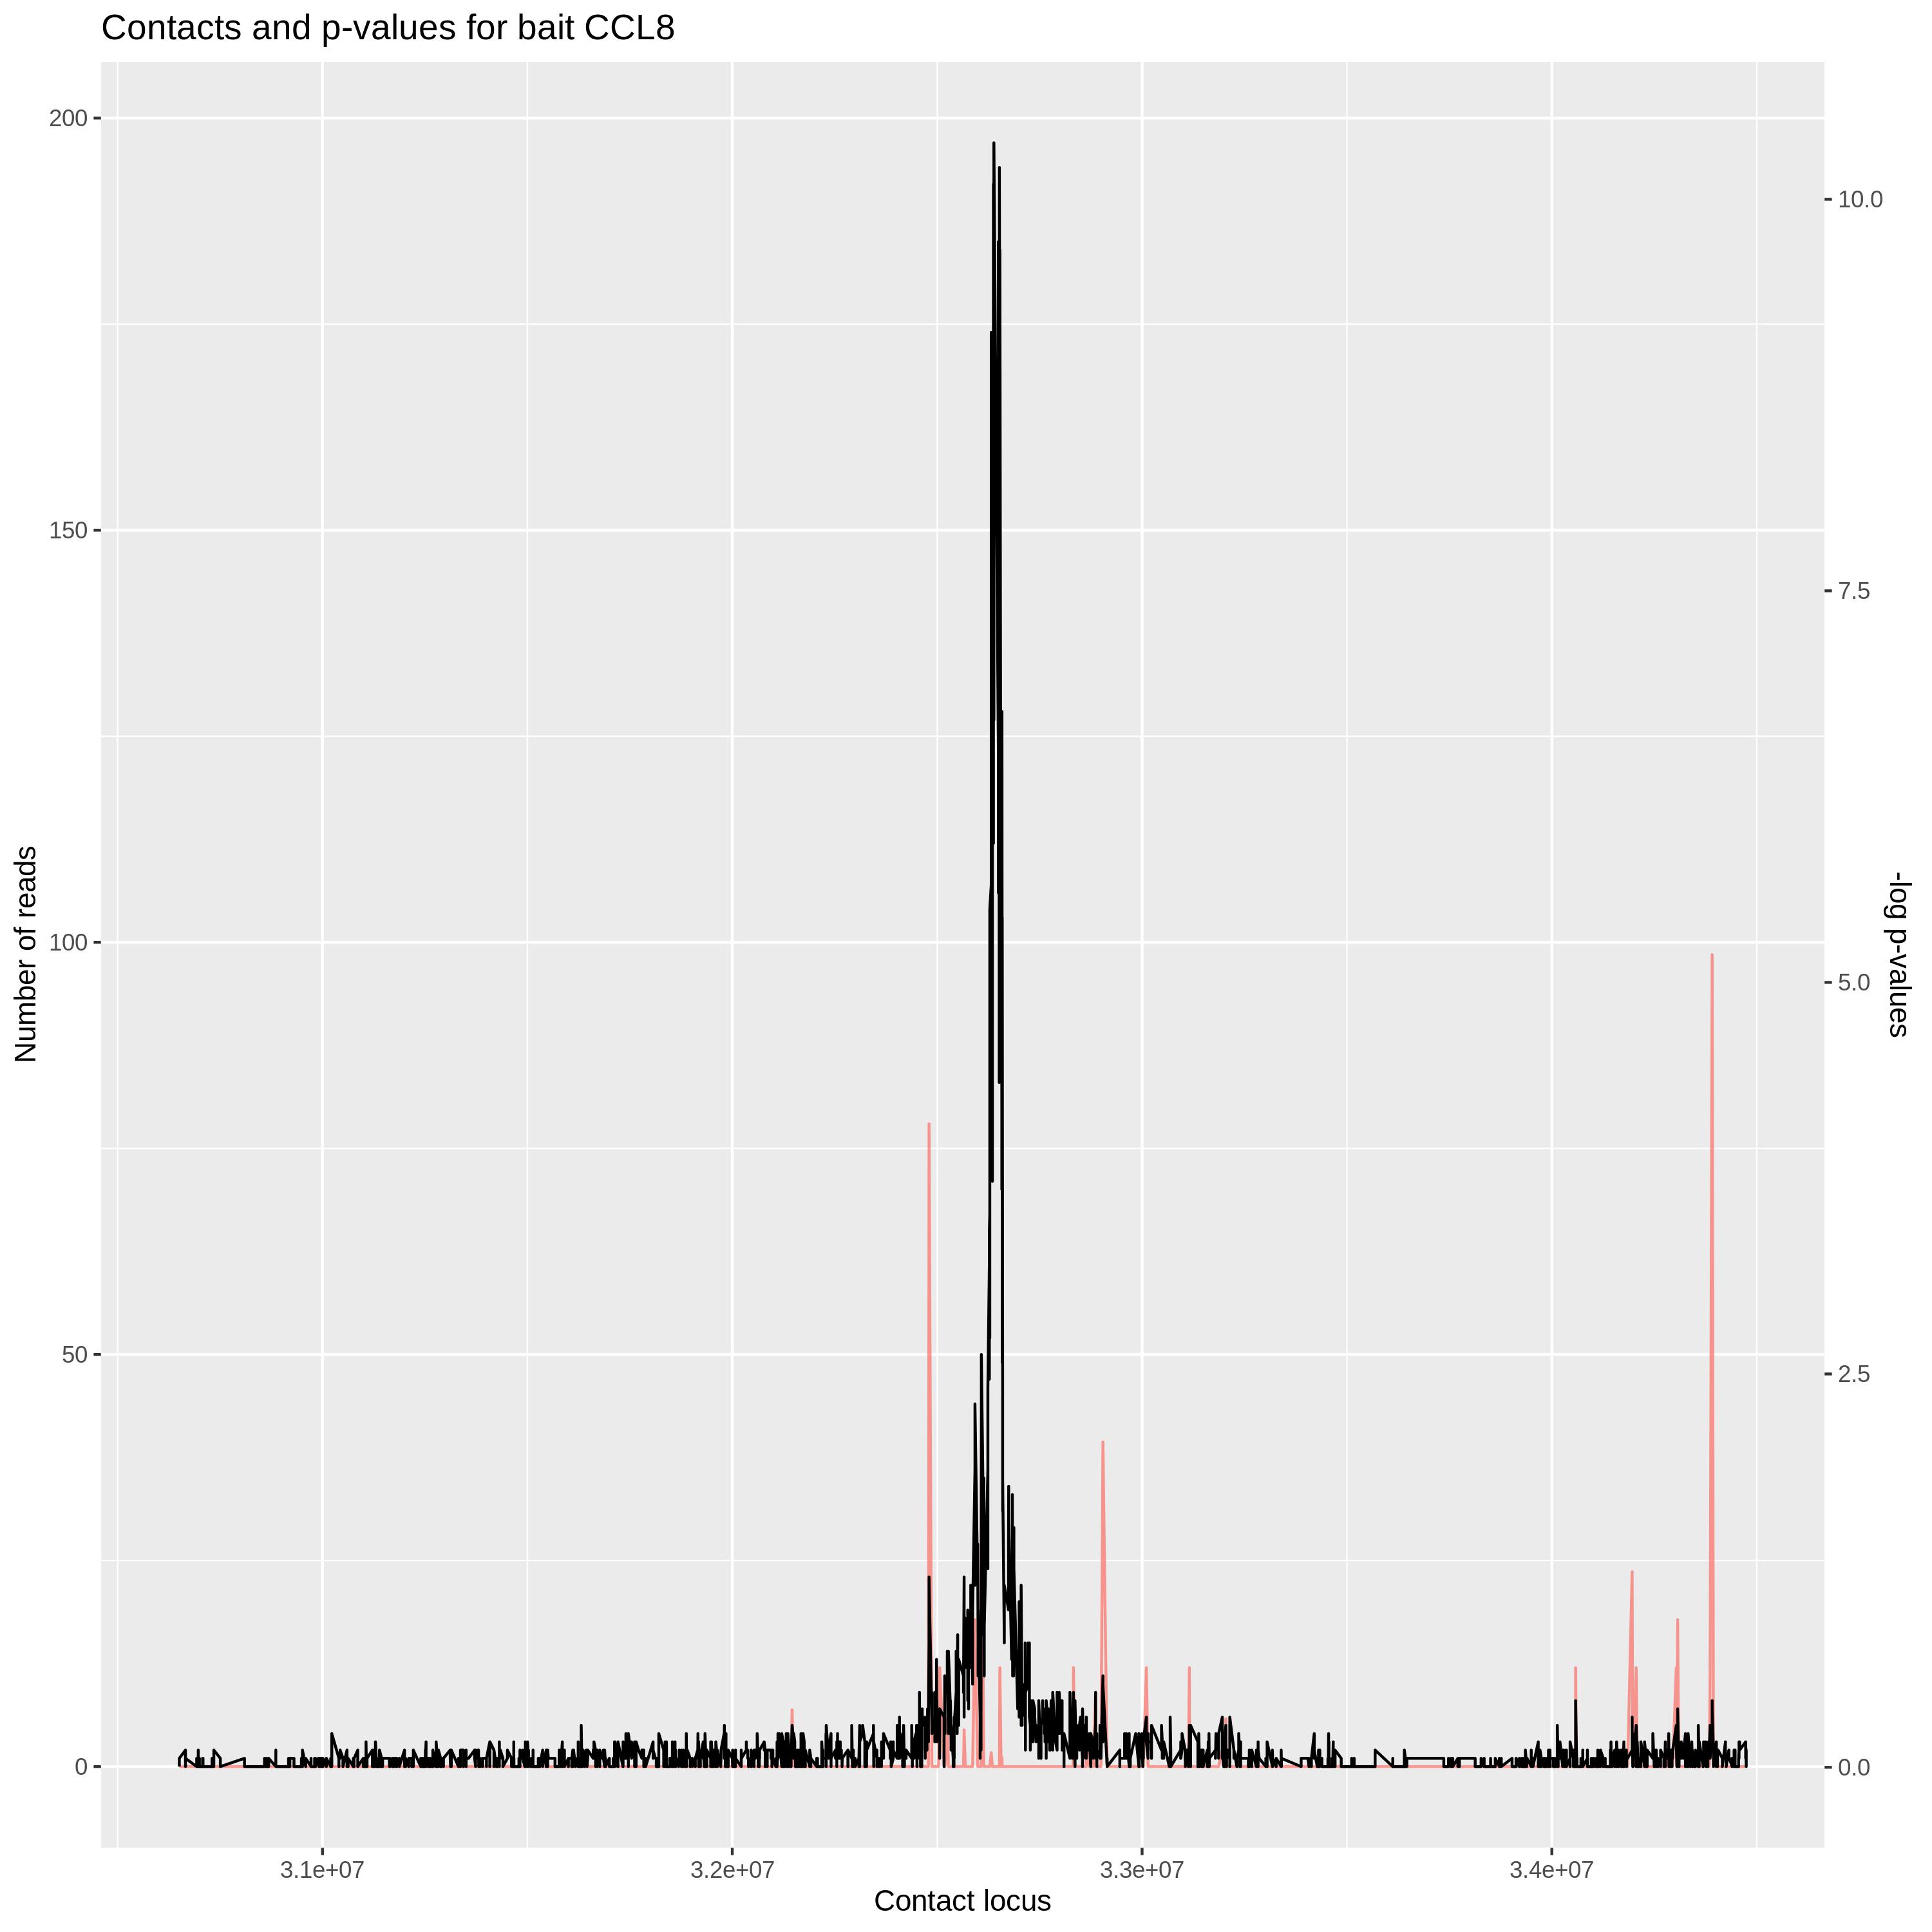 Contacts and p-values for bait CCL8
200
150
100
50
0
Number of reads
10.0
7.5
5.0
2.5
0.0
-log p-values
3.1e+07
3.2e+07
3.3e+07
3.4e+07
Contact locus